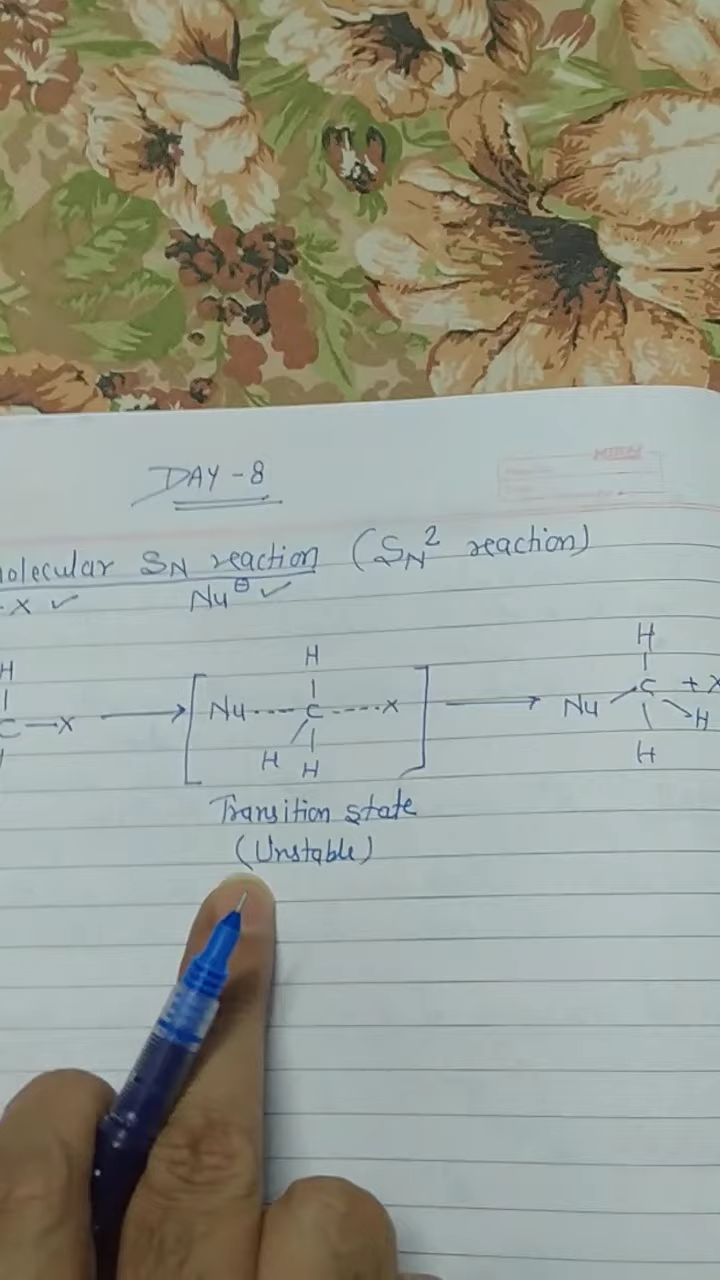 DAY - 8
olecular SN reaction (SN² reaction)
- X ✓ Nu⊖ ✓
H H H
C — X → [ Nu ---- C ---- X ] → Nu C + X
H H H
H
Transition state
(Unstable)